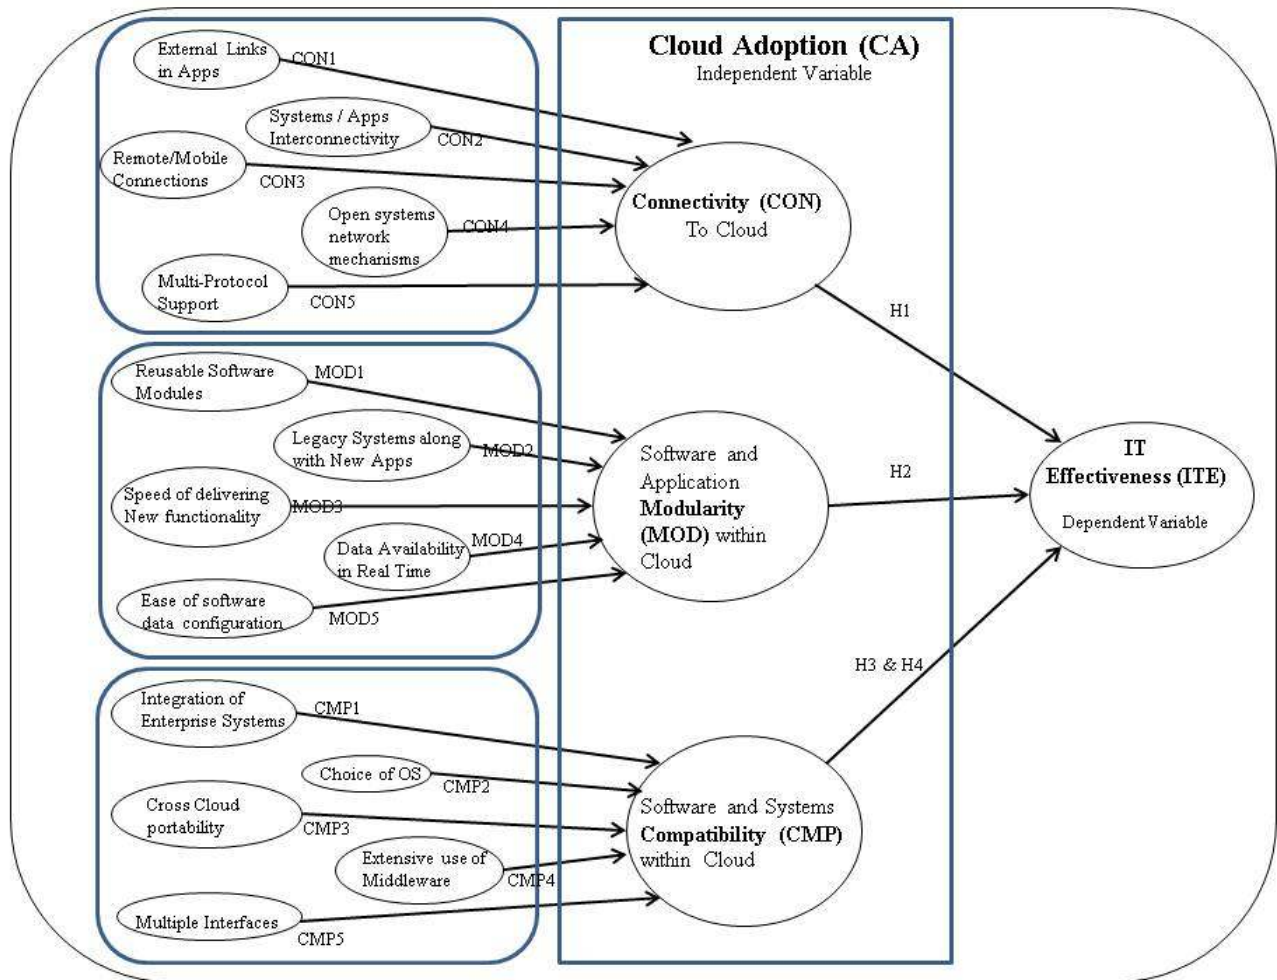 Cloud Adoption (CA)
Independent Variable
External Links
in Apps
CON1
Systems / Apps
Interconnectivity
CON2
Remote/Mobile
Connections
CON3
Open systems
network
mechanisms
CON4
Multi-Protocol
Support
CON5
Connectivity (CON)
To Cloud
H1
Reusable Software
Modules
MOD1
Legacy Systems along
with New Apps
MOD2
Speed of delivering
New functionality
MOD3
Data Availability
in Real Time
MOD4
Ease of software
data configuration
MOD5
Software and
Application
Modularity
(MOD) within
Cloud
H2
IT
Effectiveness (ITE)
Dependent Variable
Integration of
Enterprise Systems
CMP1
Choice of OS
CMP2
Cross Cloud
portability
CMP3
Extensive use of
Middleware
CMP4
Multiple Interfaces
CMP5
Software and Systems
Compatibility (CMP)
within Cloud
H3 & H4